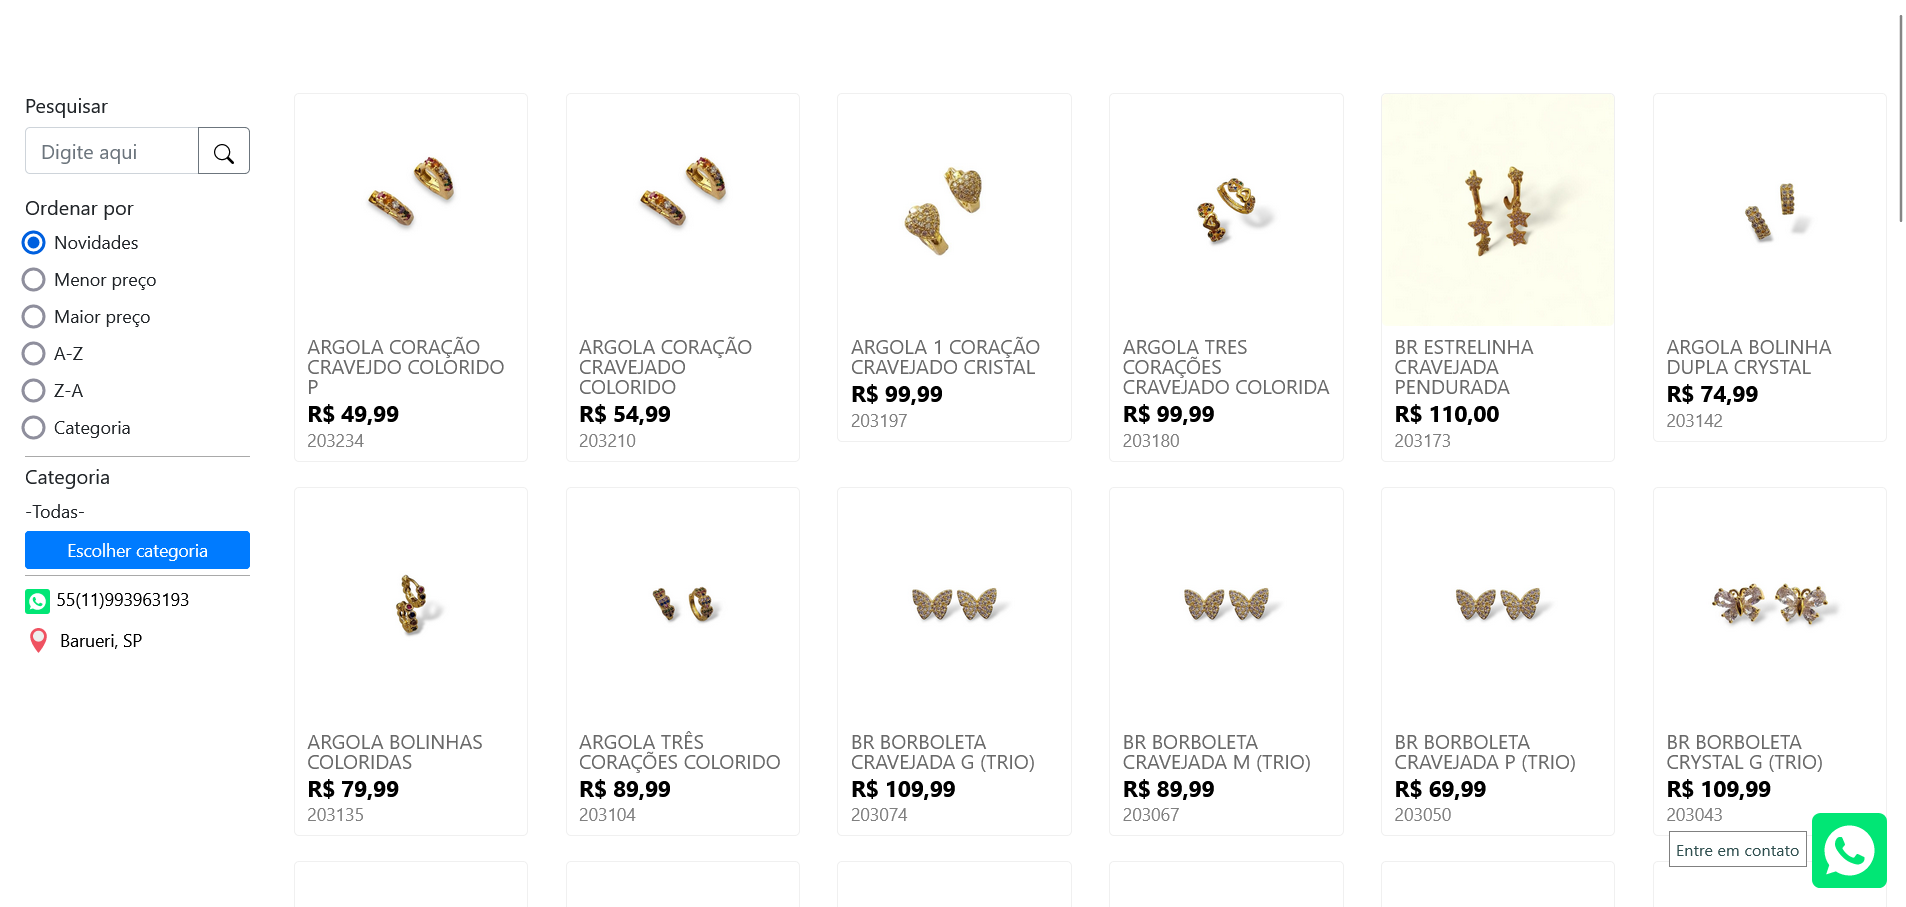 Pesquisar
Digite aqui
Ordenar por
Novidades
Menor preço
Maior preço
A-Z
Z-A
Categoria
Categoria
-Todas-
Escolher categoria
55(11)993963193
Barueri, SP
ARGOLA CORAÇÃO
CRAVEJDO COLORIDO
P
R$ 49,99
203234
ARGOLA CORAÇÃO
CRAVEJADO
COLORIDO
R$ 54,99
203210
ARGOLA 1 CORAÇÃO
CRAVEJADO CRISTAL
R$ 99,99
203197
ARGOLA TRES
CORAÇÕES
CRAVEJADO COLORIDA
R$ 99,99
203180
BR ESTRELINHA
CRAVEJADA
PENDURADA
R$ 110,00
203173
ARGOLA BOLINHA
DUPLA CRYSTAL
R$ 74,99
203142
ARGOLA BOLINHAS
COLORIDAS
R$ 79,99
203135
ARGOLA TRÊS
CORAÇÕES COLORIDO
R$ 89,99
203104
BR BORBOLETA
CRAVEJADA G (TRIO)
R$ 109,99
203074
BR BORBOLETA
CRAVEJADA M (TRIO)
R$ 89,99
203067
BR BORBOLETA
CRAVEJADA P (TRIO)
R$ 69,99
203050
BR BORBOLETA
CRYSTAL G (TRIO)
R$ 109,99
203043
Entre em contato